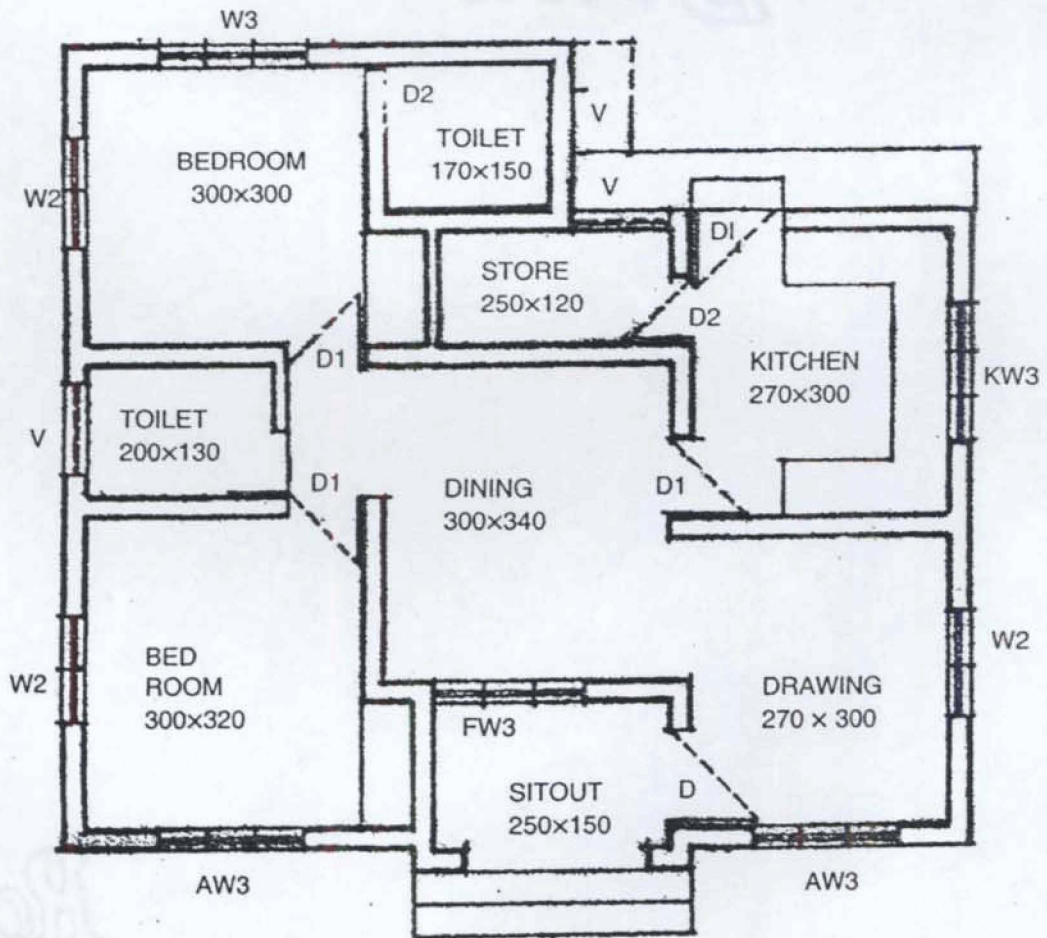 W3
D2
V
TOILET
170×150
BEDROOM
300×300
V
W2
DI
STORE
250×120
D2
D1
KITCHEN
270×300
KW3
TOILET
200×130
V
D1
DINING
300×340
D1
W2
BED
ROOM
300×320
W2
DRAWING
270 × 300
FW3
SITOUT
250×150
D
AW3
AW3